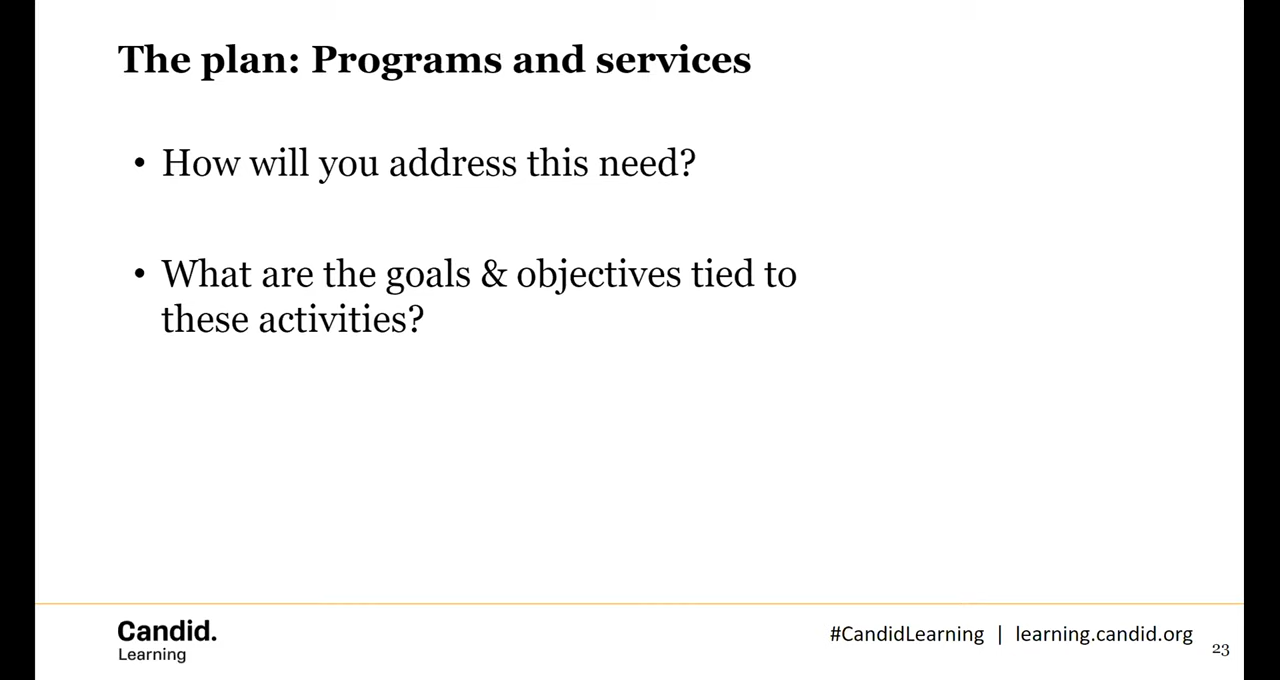 The plan: Programs and services
• How will you address this need?
• What are the goals & objectives tied to
these activities?
Candid.
Learning
#CandidLearning | learning.candid.org
23